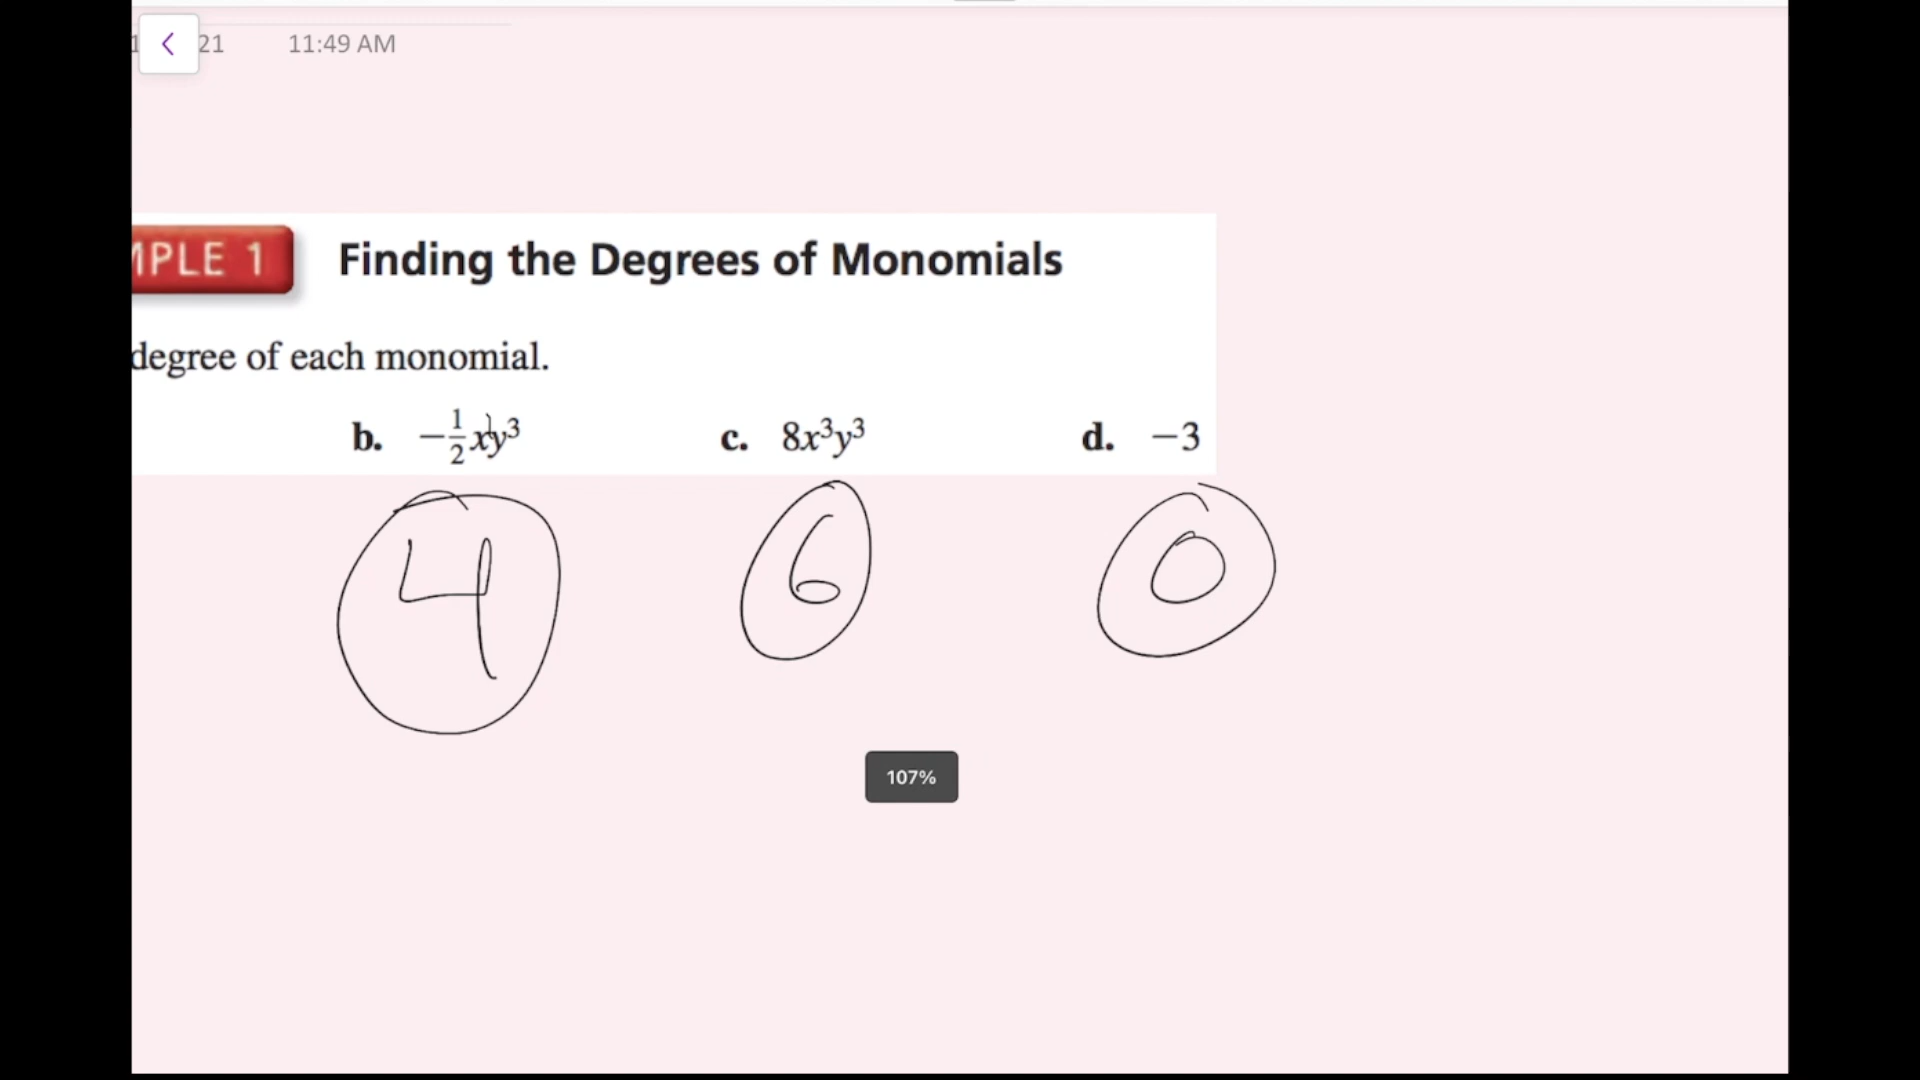 21 11:49 AM
MPLE 1 Finding the Degrees of Monomials
degree of each monomial.
b. −1/2xy³ c. 8x³y³ d. −3
4 6 0
107%